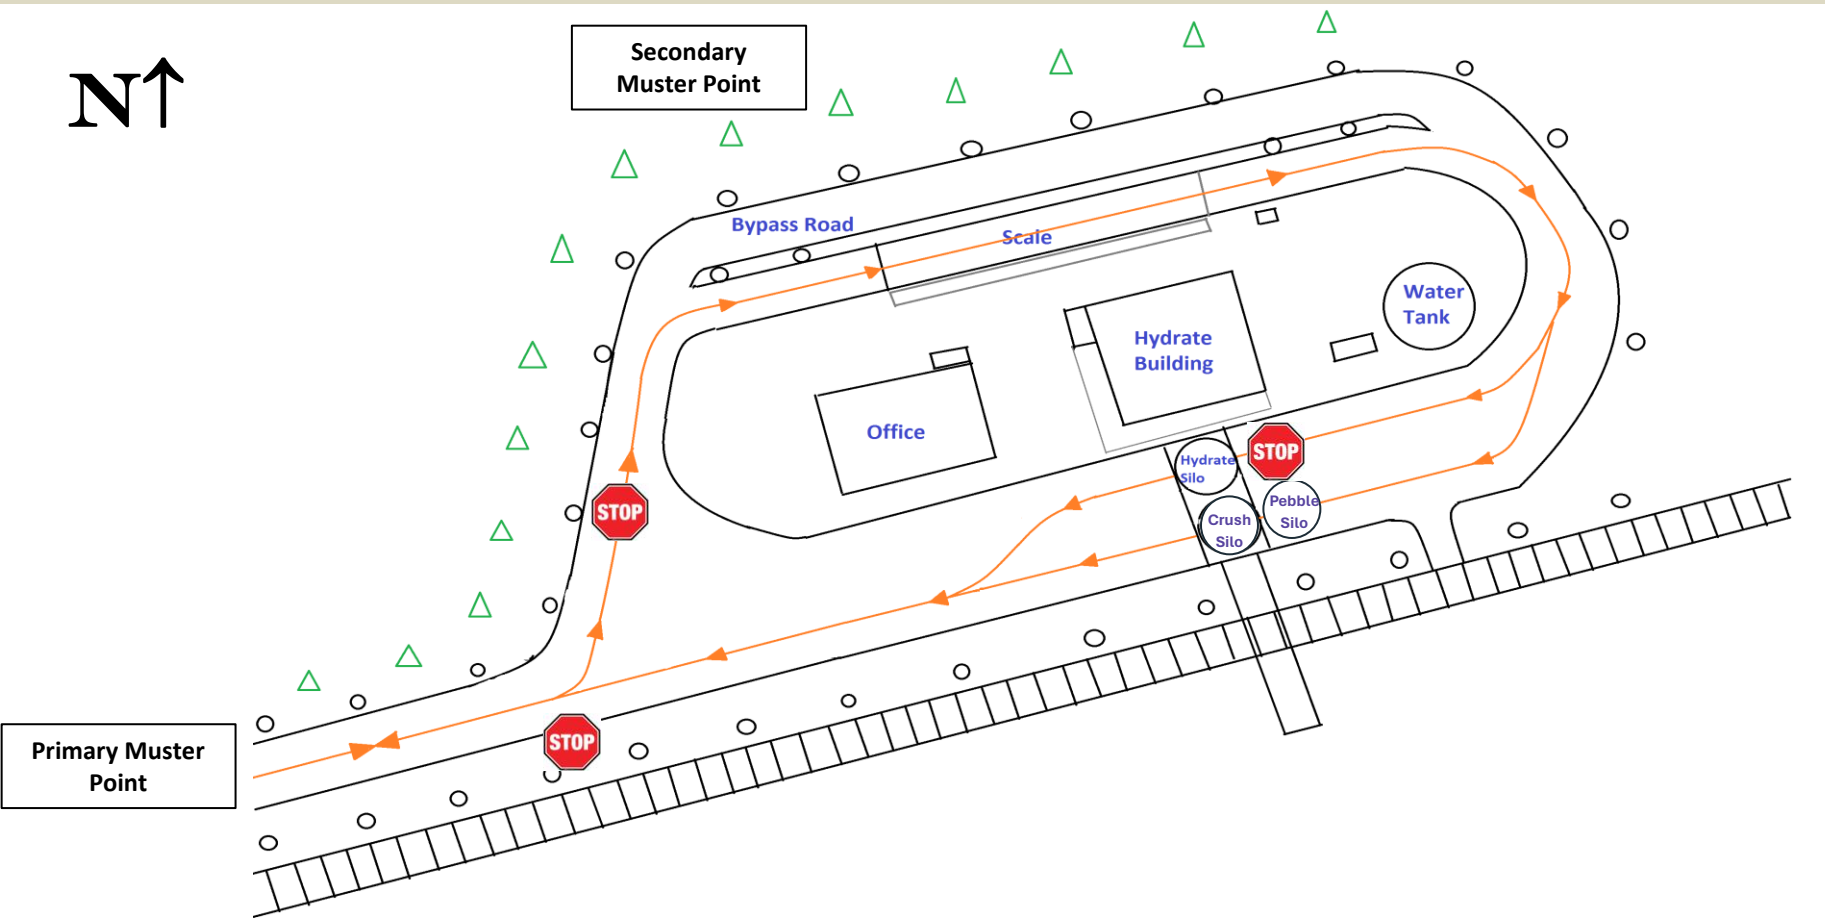 N↑
Secondary
Muster Point
Bypass Road
Scale
Water
Tank
Hydrate
Building
Office
STOP
Hydrate
Silo
Pebble
Silo
Crush
Silo
STOP
STOP
Primary Muster
Point